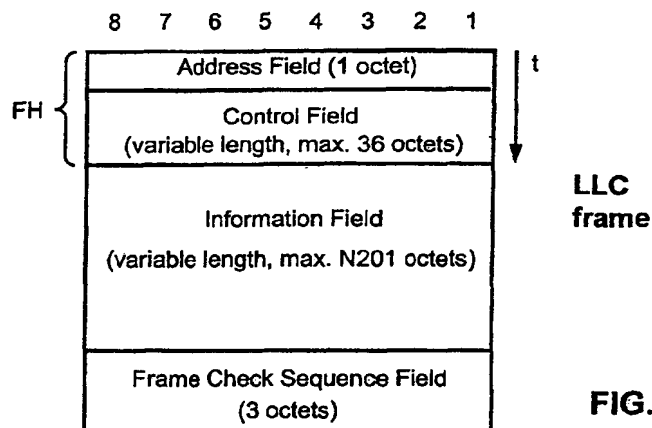 8 7 6 5 4 3 2 1
Address Field (1 octet)
t
FH
Control Field
(variable length, max. 36 octets)
LLC
frame
Information Field
(variable length, max. N201 octets)
Frame Check Sequence Field
(3 octets)
FIG.